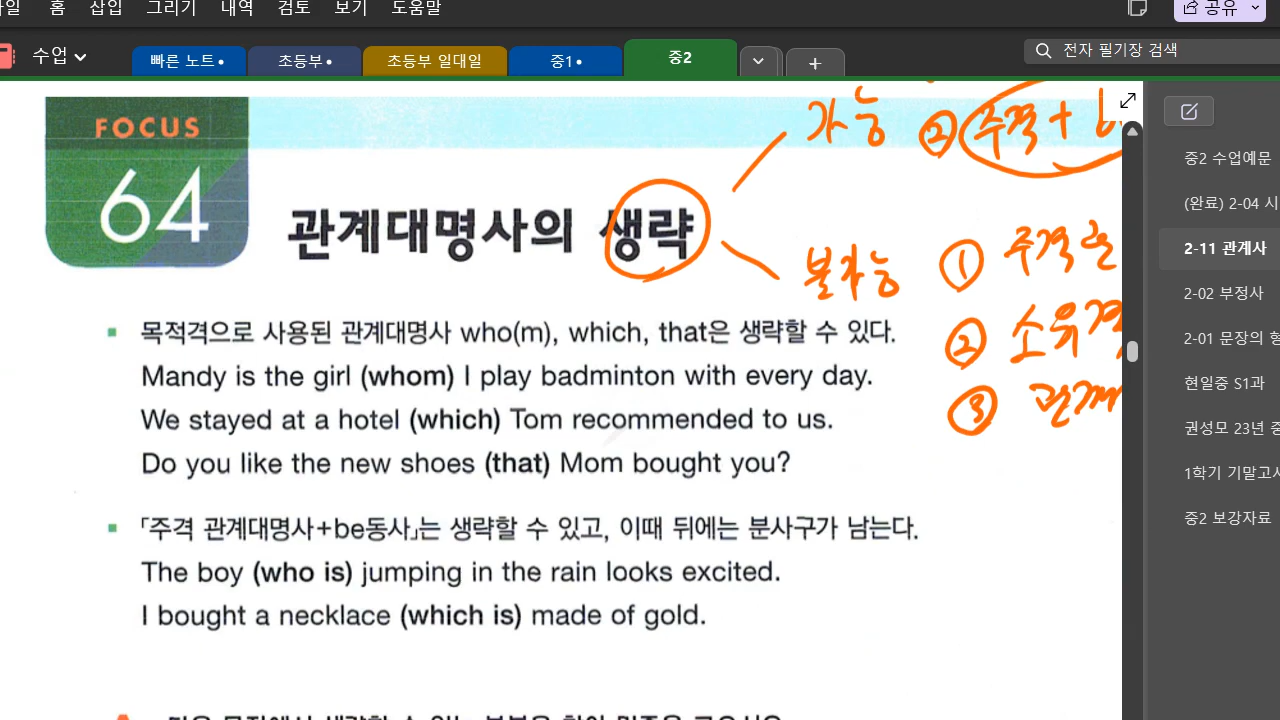 홈 삽입 그리기 내역 검토 보기 도움말 공유
수업 빠른 노트• 초등부• 초등부 일대일 중1• 중2 + 전자 필기장 검색
FOCUS
64
관계대명사의 생략
가능 ② 주격 +
불가능 ① 주격은
② 소유격
③
▪ 목적격으로 사용된 관계대명사 who(m), which, that은 생략할 수 있다.
Mandy is the girl (whom) I play badminton with every day.
We stayed at a hotel (which) Tom recommended to us.
Do you like the new shoes (that) Mom bought you?
▪ 「주격 관계대명사+be동사」는 생략할 수 있고, 이때 뒤에는 분사구가 남는다.
The boy (who is) jumping in the rain looks excited.
I bought a necklace (which is) made of gold.
중2 수업예문
(완료) 2-04 시
2-11 관계사
2-02 부정사
2-01 문장의 형
현일중 S1과
권성모 23년 중
1학기 기말고사
중2 보강자료